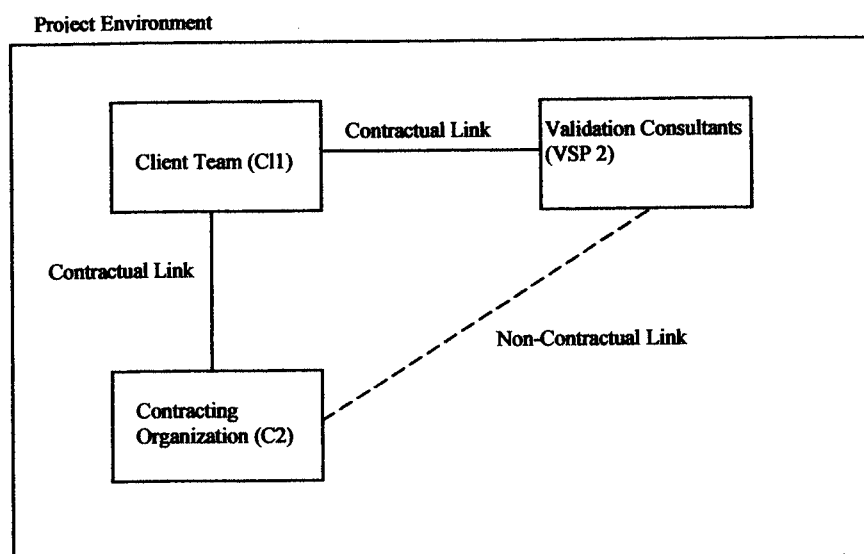 Project Environment
Contractual Link
Validation Consultants
(VSP 2)
Client Team (Cl1)
Contractual Link
Non-Contractual Link
Contracting
Organization (C2)